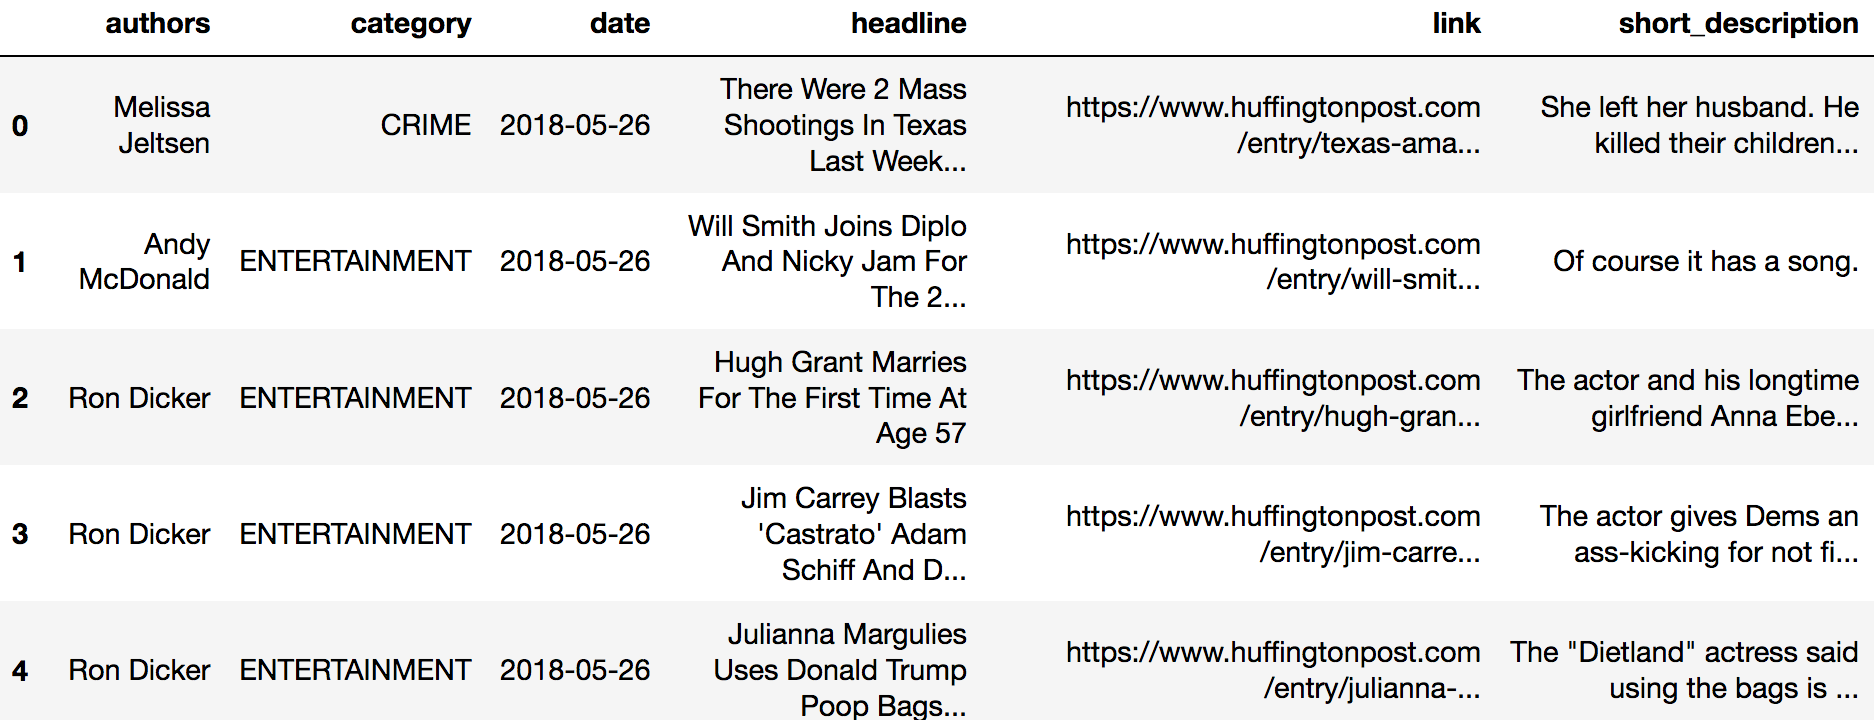 authors category date headline link short_description
0 Melissa Jeltsen CRIME 2018-05-26 There Were 2 Mass Shootings In Texas Last Week... https://www.huffingtonpost.com/entry/texas-ama... She left her husband. He killed their children...
1 Andy McDonald ENTERTAINMENT 2018-05-26 Will Smith Joins Diplo And Nicky Jam For The 2... https://www.huffingtonpost.com/entry/will-smit... Of course it has a song.
2 Ron Dicker ENTERTAINMENT 2018-05-26 Hugh Grant Marries For The First Time At Age 57 https://www.huffingtonpost.com/entry/hugh-gran... The actor and his longtime girlfriend Anna Ebe...
3 Ron Dicker ENTERTAINMENT 2018-05-26 Jim Carrey Blasts 'Castrato' Adam Schiff And D... https://www.huffingtonpost.com/entry/jim-carre... The actor gives Dems an ass-kicking for not fi...
4 Ron Dicker ENTERTAINMENT 2018-05-26 Julianna Margulies Uses Donald Trump Poop Bags... https://www.huffingtonpost.com/entry/julianna-... The "Dietland" actress said using the bags is ...